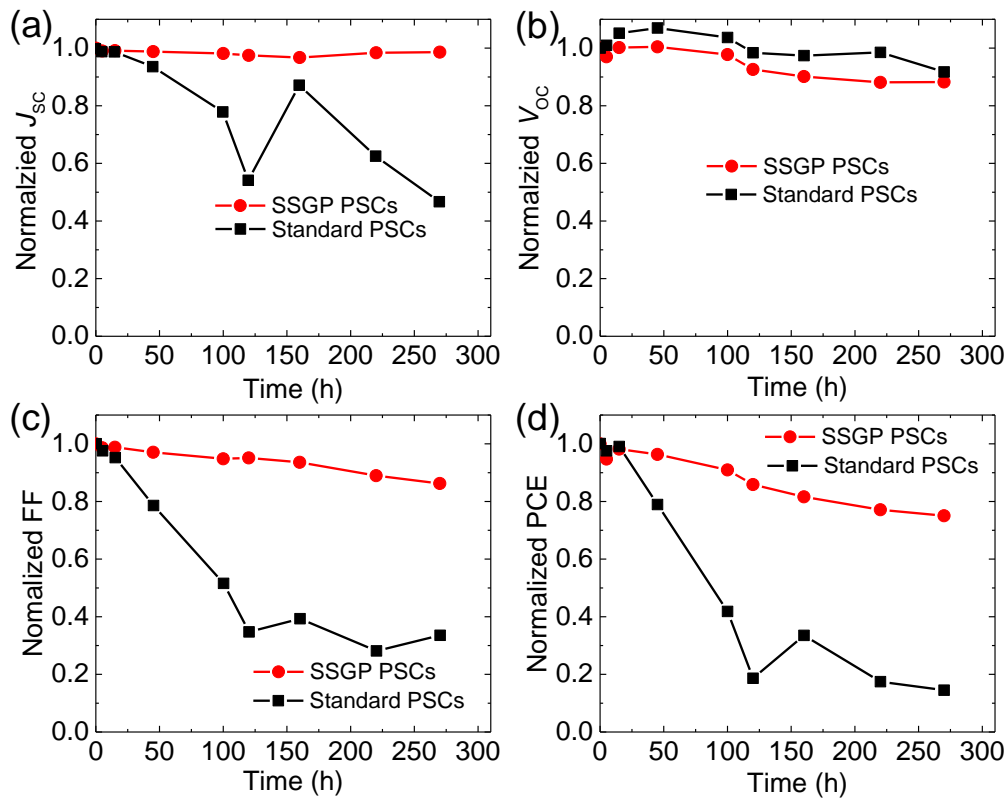 (a)
Normalzied Jsc
1.0
0.8
0.6
0.4
0.2
0.0
SSGP PSCs
Standard PSCs
0 50 100 150 200 250 300
Time (h)
(b)
Normalized Voc
1.0
0.8
0.6
0.4
0.2
0.0
SSGP PSCs
Standard PSCs
0 50 100 150 200 250 300
Time (h)
(c)
Nomalized FF
1.0
0.8
0.6
0.4
0.2
0.0
SSGP PSCs
Standard PSCs
0 50 100 150 200 250 300
Time (h)
(d)
Normalized PCE
1.0
0.8
0.6
0.4
0.2
0.0
SSGP PSCs
Standard PSCs
0 50 100 150 200 250 300
Time (h)